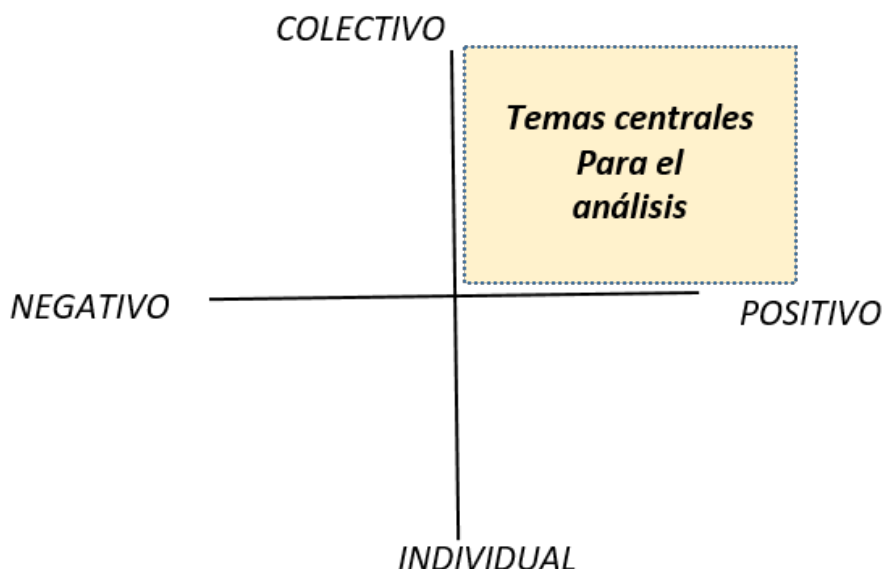 COLECTIVO
Temas centrales
Para el
análisis
NEGATIVO
POSITIVO
INDIVIDUAL